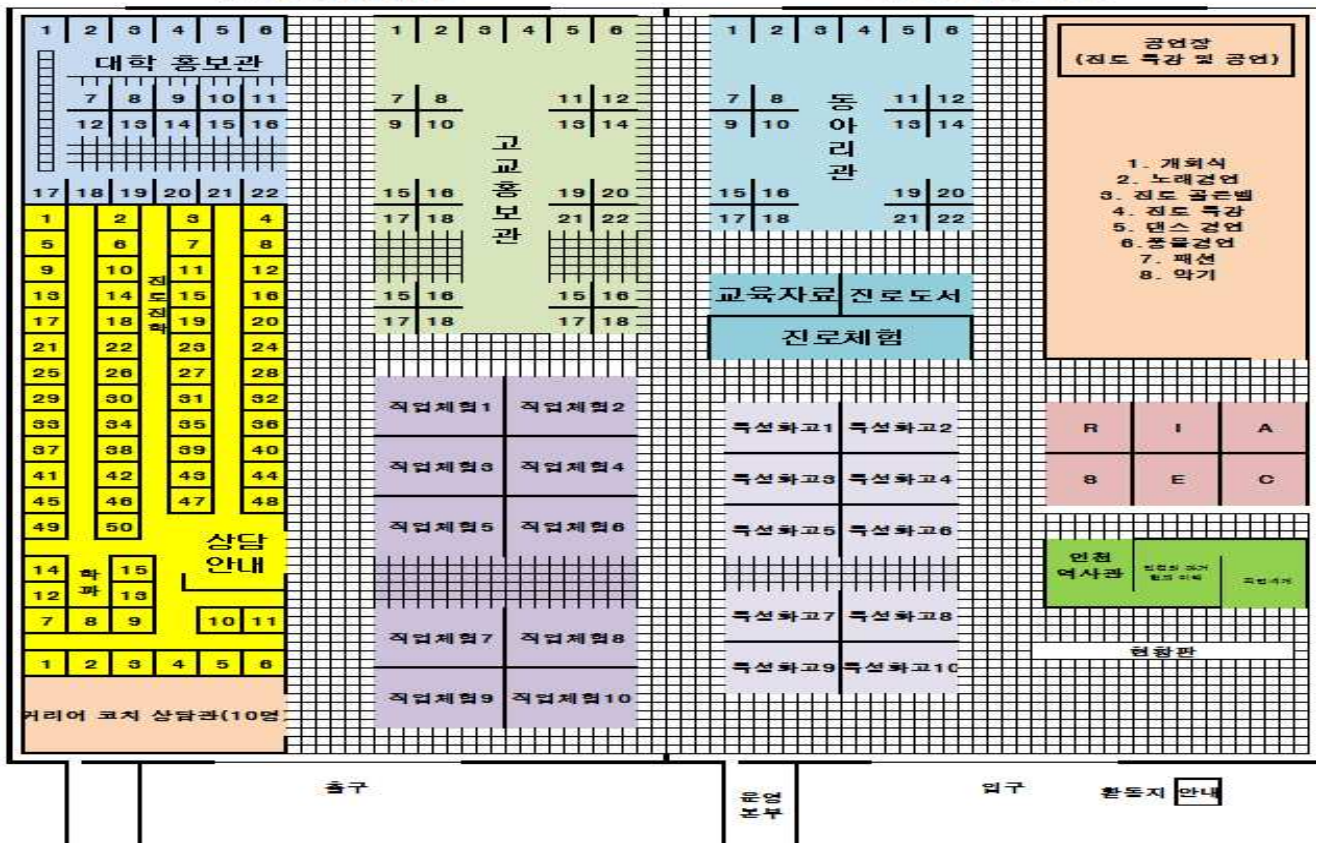 1 2 3 4 5 6
대학 홍보관
7 8 9 10 11
12 13 14 15 16
17 18 19 20 21 22
1 2 3 4
5 6 7 8
9 10 11 12
13 14 15 16
17 18 19 20
21 22 23 24
25 26 27 28
29 30 31 32
33 34 35 36
37 38 39 40
41 42 43 44
45 46 47 48
49 50
진로진학
상담
안내
14 학과 15
12 13
7 8 9 10 11
1 2 3 4 5 6
커리어 코치 상담관(10명)
1 2 3 4 5 6
7 8 11 12
9 10 13 14
고교홍보관
15 16 19 20
17 18 21 22
15 16 15 16
17 18 17 18
직업체험1 직업체험2
직업체험3 직업체험4
직업체험5 직업체험6
직업체험7 직업체험8
직업체험9 직업체험10
1 2 3 4 5 6
7 8 11 12
9 10 13 14
동아리관
15 16 19 20
17 18 21 22
교육자료 진로도서
진로체험
특성화고1 특성화고2
특성화고3 특성화고4
특성화고5 특성화고6
특성화고7 특성화고8
특성화고9 특성화고10
공연장
(진로 특강 및 공연)
1. 개회식
2. 노래경연
3. 진로 골든벨
4. 진로 특강
5. 댄스 경연
6. 풍물경연
7. 패션
8. 악기
R I A
S E C
인천
역사관
현황판
출구
운영
본부
입구
활동지 안내